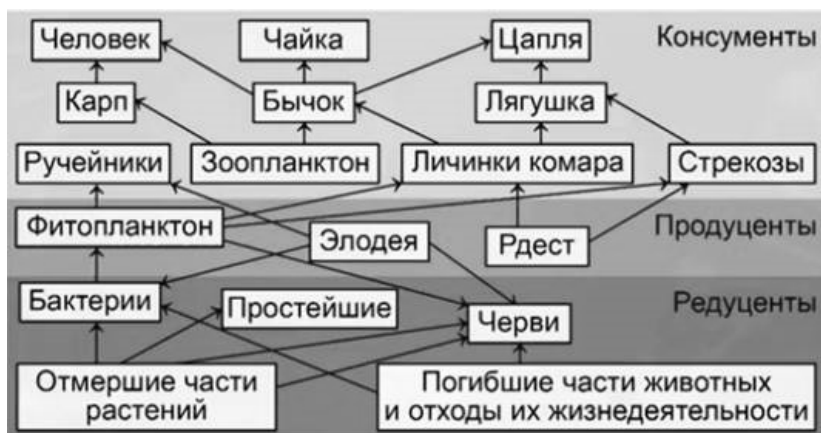 Человек Чайка Цапля Консументы
Карп Бычок Лягушка
Ручейники Зоопланктон Личинки комара Стрекозы
Фитопланктон Элодея Рдест Продуценты
Бактерии Простейшие Черви Редуценты
Отмершие части
растений
Погибшие части животных
и отходы их жизнедеятельности